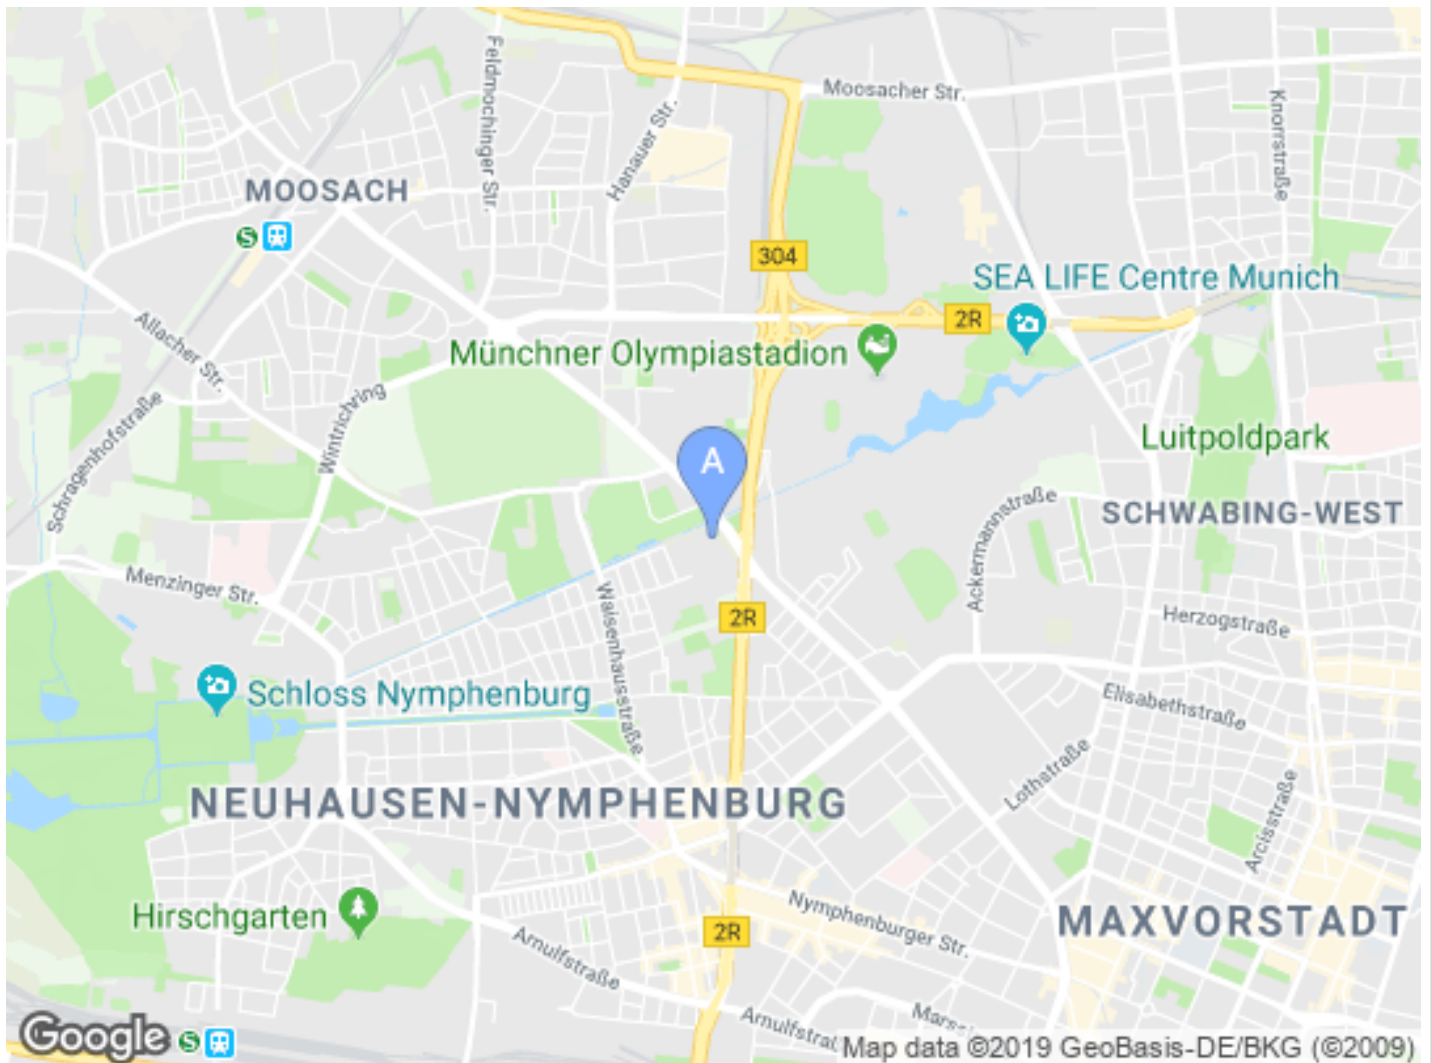 Feldmochinger Str.
Hanauer Str.
Moosacher Str.
Knorrstraße
MOOSACH
S
304
SEA LIFE Centre Munich
2R
Allacher Str.
Münchner Olympiastadion
Wintrichring
Schragenhofstraße
A
Luitpoldpark
Ackermannstraße
SCHWABING-WEST
Menzinger Str.
Waisenhausstraße
2R
Herzogstraße
Schloss Nymphenburg
Elisabethstraße
Lothstraße
Arcisstraße
NEUHAUSEN-NYMPHENBURG
Hirschgarten
Nymphenburger Str.
MAXVORSTADT
2R
Arnulfstraße
Arnulfstraß
Google
S
Map data ©2019 GeoBasis-DE/BKG (©2009)